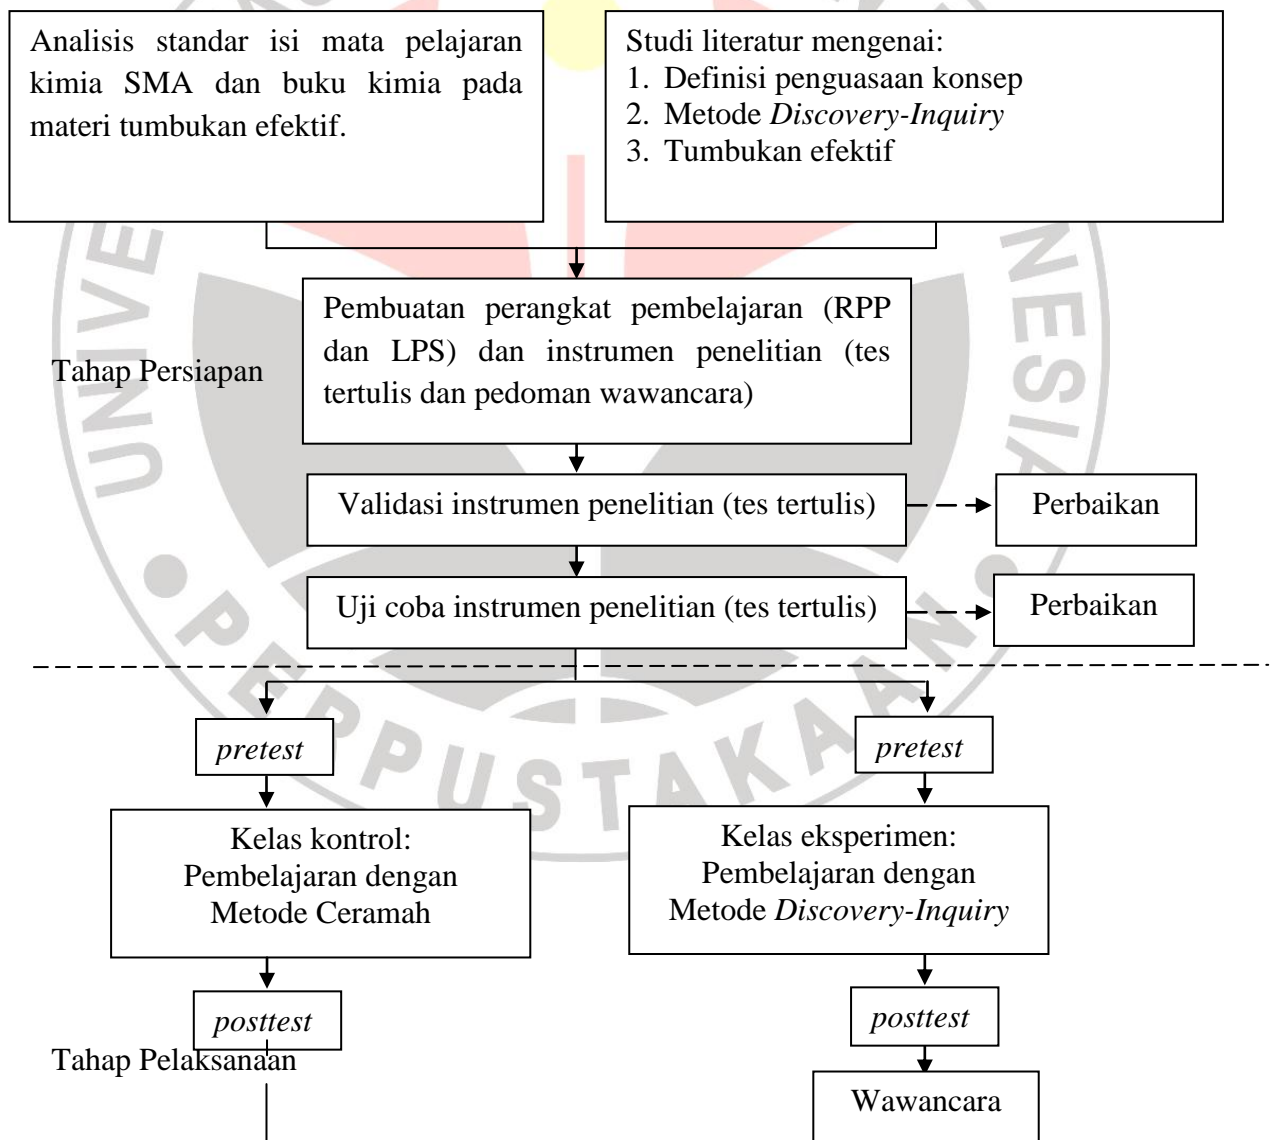 Analisis standar isi mata pelajaran
kimia SMA dan buku kimia pada
materi tumbukan efektif.
Studi literatur mengenai:
1. Definisi penguasaan konsep
2. Metode Discovery-Inquiry
3. Tumbukan efektif
Pembuatan perangkat pembelajaran (RPP
dan LPS) dan instrumen penelitian (tes
tertulis dan pedoman wawancara)
Tahap Persiapan
Validasi instrumen penelitian (tes tertulis)
Perbaikan
Uji coba instrumen penelitian (tes tertulis)
Perbaikan
pretest
pretest
Kelas kontrol:
Pembelajaran dengan
Metode Ceramah
Kelas eksperimen:
Pembelajaran dengan
Metode Discovery-Inquiry
posttest
posttest
Tahap Pelaksanaan
Wawancara
UNIVE
NESIA
PERPUSTAKAAN